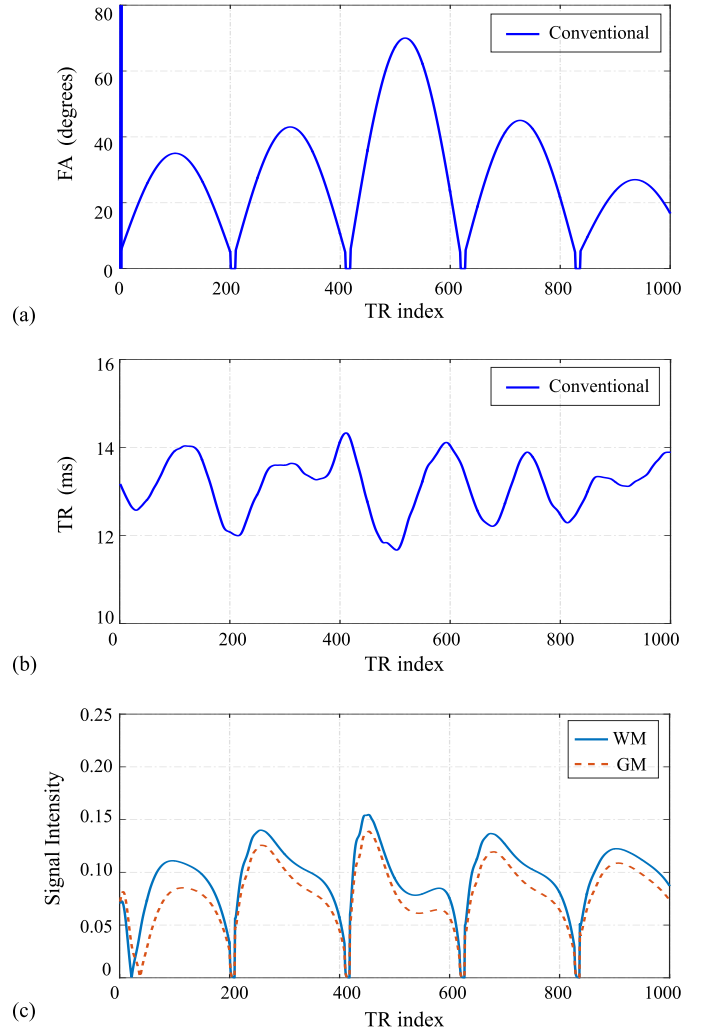 80
60
40
20
0
FA (degrees)
Conventional
0 200 400 600 800 1000
TR index
(a)
16
14
12
10
TR (ms)
Conventional
0 200 400 600 800 1000
TR index
(b)
0.25
0.20
0.15
0.10
0.05
0
Signal Intensity
WM
GM
0 200 400 600 800 1000
TR index
(c)